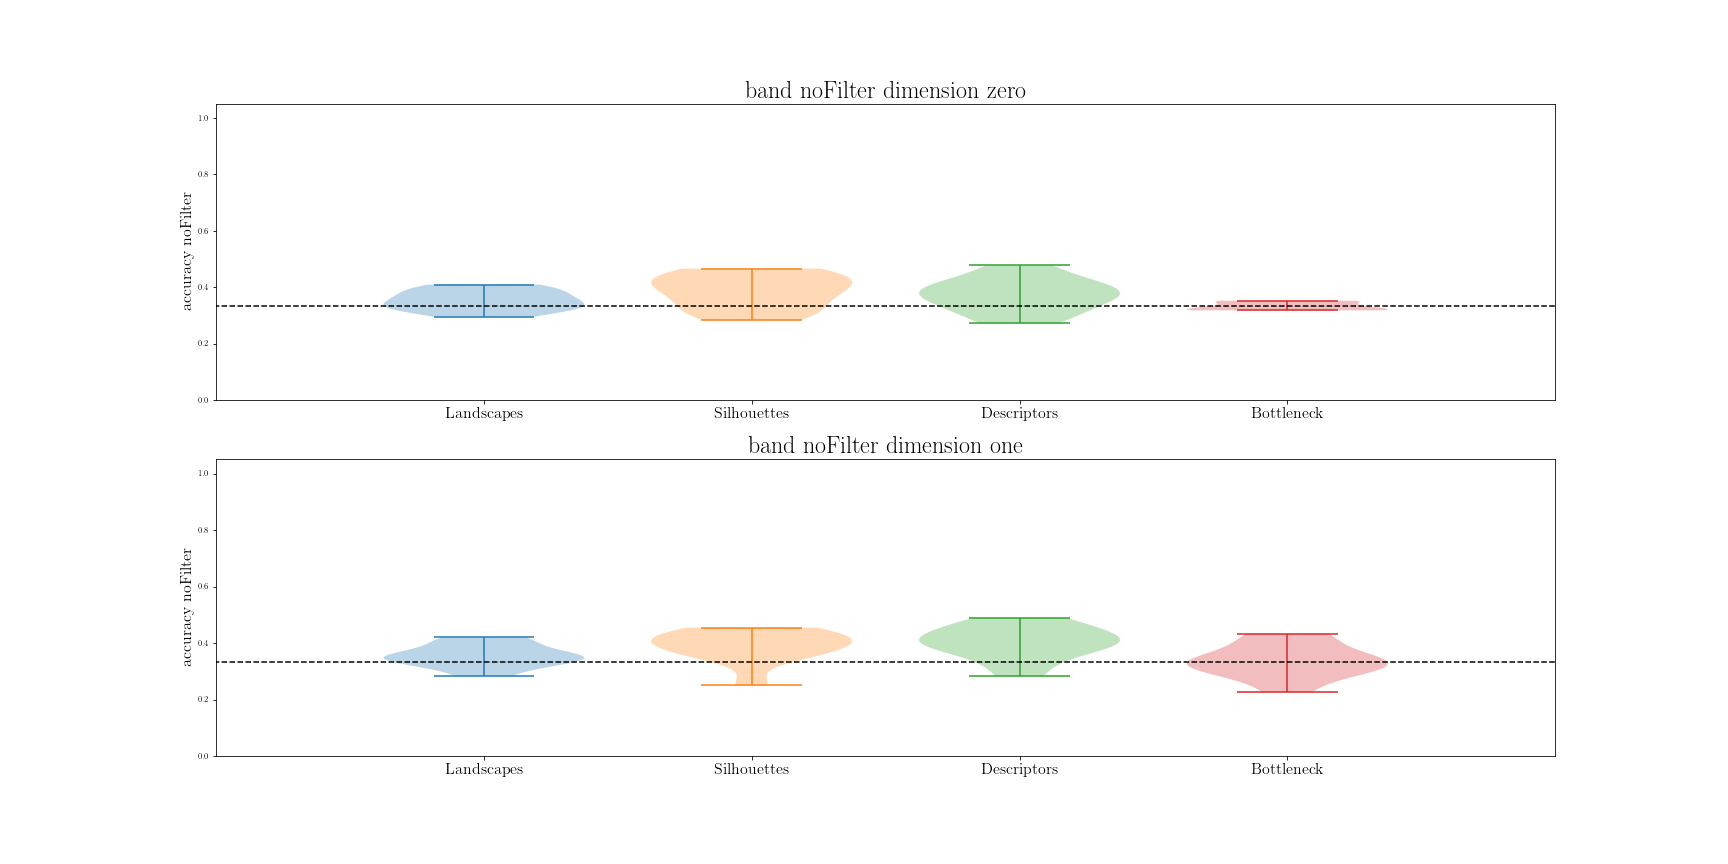 band noFilter dimension zero
1.0
0.8
0.6
0.4
0.2
0.0
accuracy noFilter
Landscapes Silhouettes Descriptors Bottleneck
band noFilter dimension one
1.0
0.8
0.6
0.4
0.2
0.0
accuracy noFilter
Landscapes Silhouettes Descriptors Bottleneck